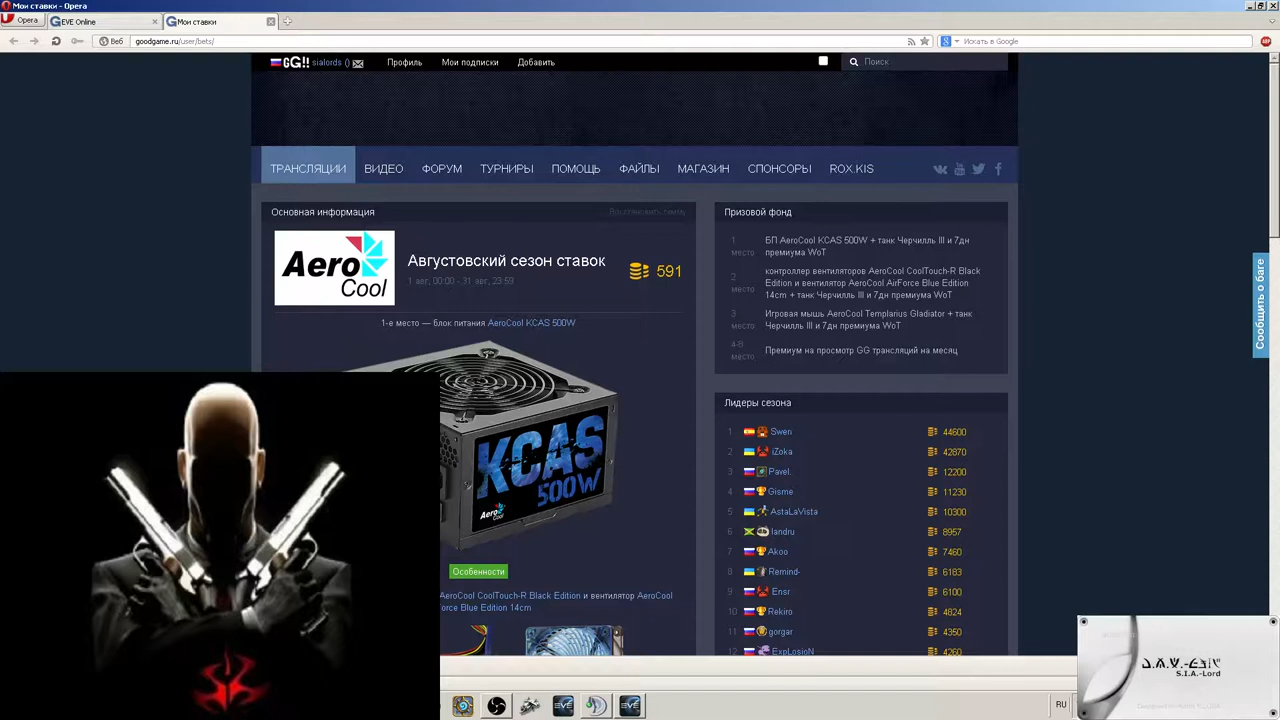 Мои ставки - Opera
Opera
EVE Online
Мои ставки
Веб
goodgame.ru/user/bets/
Искать в Google
GG!! sialords ()
Профиль
Мои подписки
Добавить
Поиск
ТРАНСЛЯЦИИ
ВИДЕО
ФОРУМ
ТУРНИРЫ
ПОМОЩЬ
ФАЙЛЫ
МАГАЗИН
СПОНСОРЫ
ROX.KIS
Основная информация
Aero
Cool
Августовский сезон ставок
591
1 авг, 00:00 - 31 авг, 23:59
1-е место — блок питания AeroCool KCAS 500W
KCAS
500W
Aero
Cool
Особенности
AeroCool CoolTouch-R Black Edition и вентилятор AeroCool
orce Blue Edition 14cm
Призовой фонд
1 место
БП AeroCool KCAS 500W + танк Черчилль III и 7дн
премиума WoT
2 место
контроллер вентиляторов AeroCool CoolTouch-R Black
Edition и вентилятор AeroCool AirForce Blue Edition
14cm + танк Черчилль III и 7дн премиума WoT
3 место
Игровая мышь AeroCool Templarius Gladiator + танк
Черчилль III и 7дн премиума WoT
4-8 место
Премиум на просмотр GG трансляций на месяц
Лидеры сезона
1 Swen 44600
2 iZoka 42870
3 Pavel. 12200
4 Gisme 11230
5 AstaLaVista 10300
6 landru 8957
7 Akoo 7460
8 Remind- 6183
9 Ensr 6100
10 Rekiro 4824
11 gorgar 4350
12 ExpLosioN 4260
Сообщить о баге
S.I.A.-Lord
EVE
EVE
RU